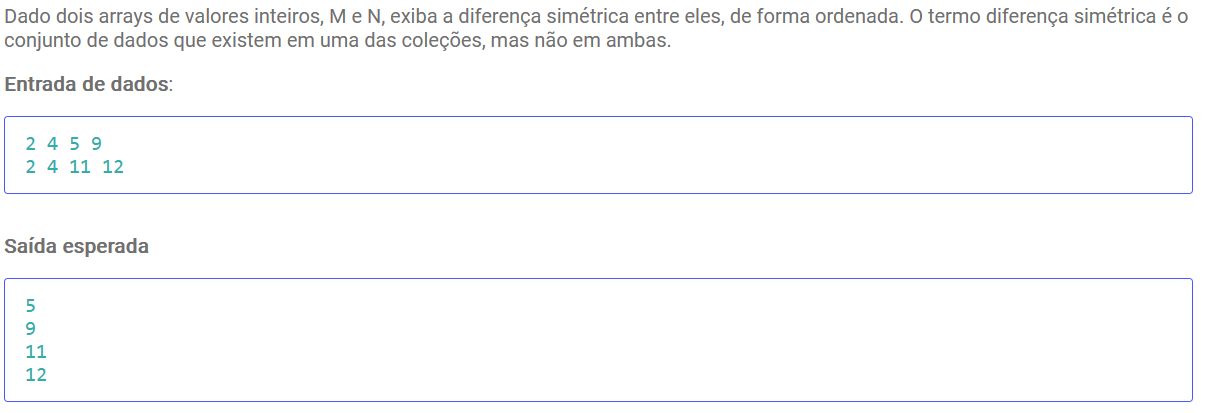 Dado dois arrays de valores inteiros, M e N, exiba a diferença simétrica entre eles, de forma ordenada. O termo diferença simétrica é o
conjunto de dados que existem em uma das coleções, mas não em ambas.
Entrada de dados:
2 4 5 9
2 4 11 12
Saída esperada
5
9
11
12